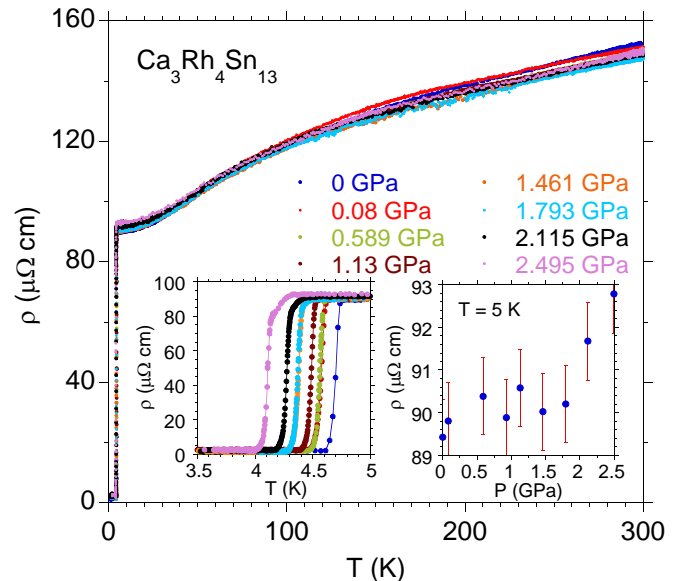 160
120
80
40
0
ρ (μΩ cm)
Ca3Rh4Sn13
0 GPa
0.08 GPa
0.589 GPa
1.13 GPa
1.461 GPa
1.793 GPa
2.115 GPa
2.495 GPa
100
80
60
40
20
0
ρ (μΩ cm)
3.5 4 4.5 5
T (K)
93
92
91
90
89
ρ (μΩ cm)
T = 5 K
0 0.5 1 1.5 2 2.5
P (GPa)
0 100 200 300
T (K)